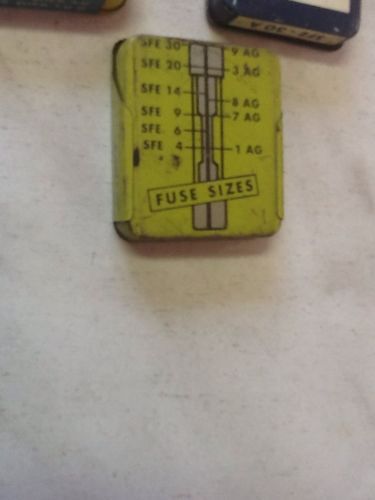 SFE 30 9 AG
SFE 20 3 AG
SFE 14
8 AG
SFE 9 7 AG
SFE 6
SFE 4 1 AG
FUSE SIZES